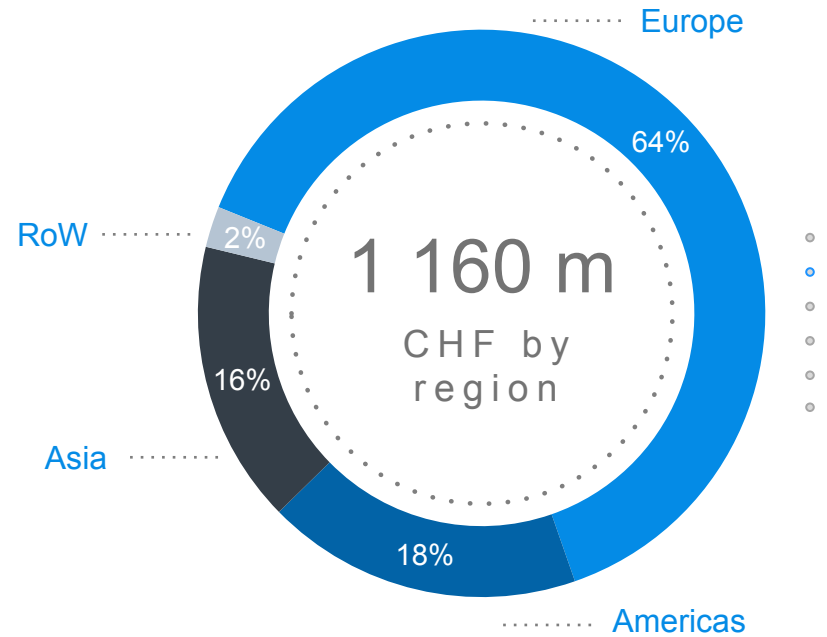 Europe
64%
RoW
2%
1 160 m
CHF by
region
16%
Asia
18%
Americas